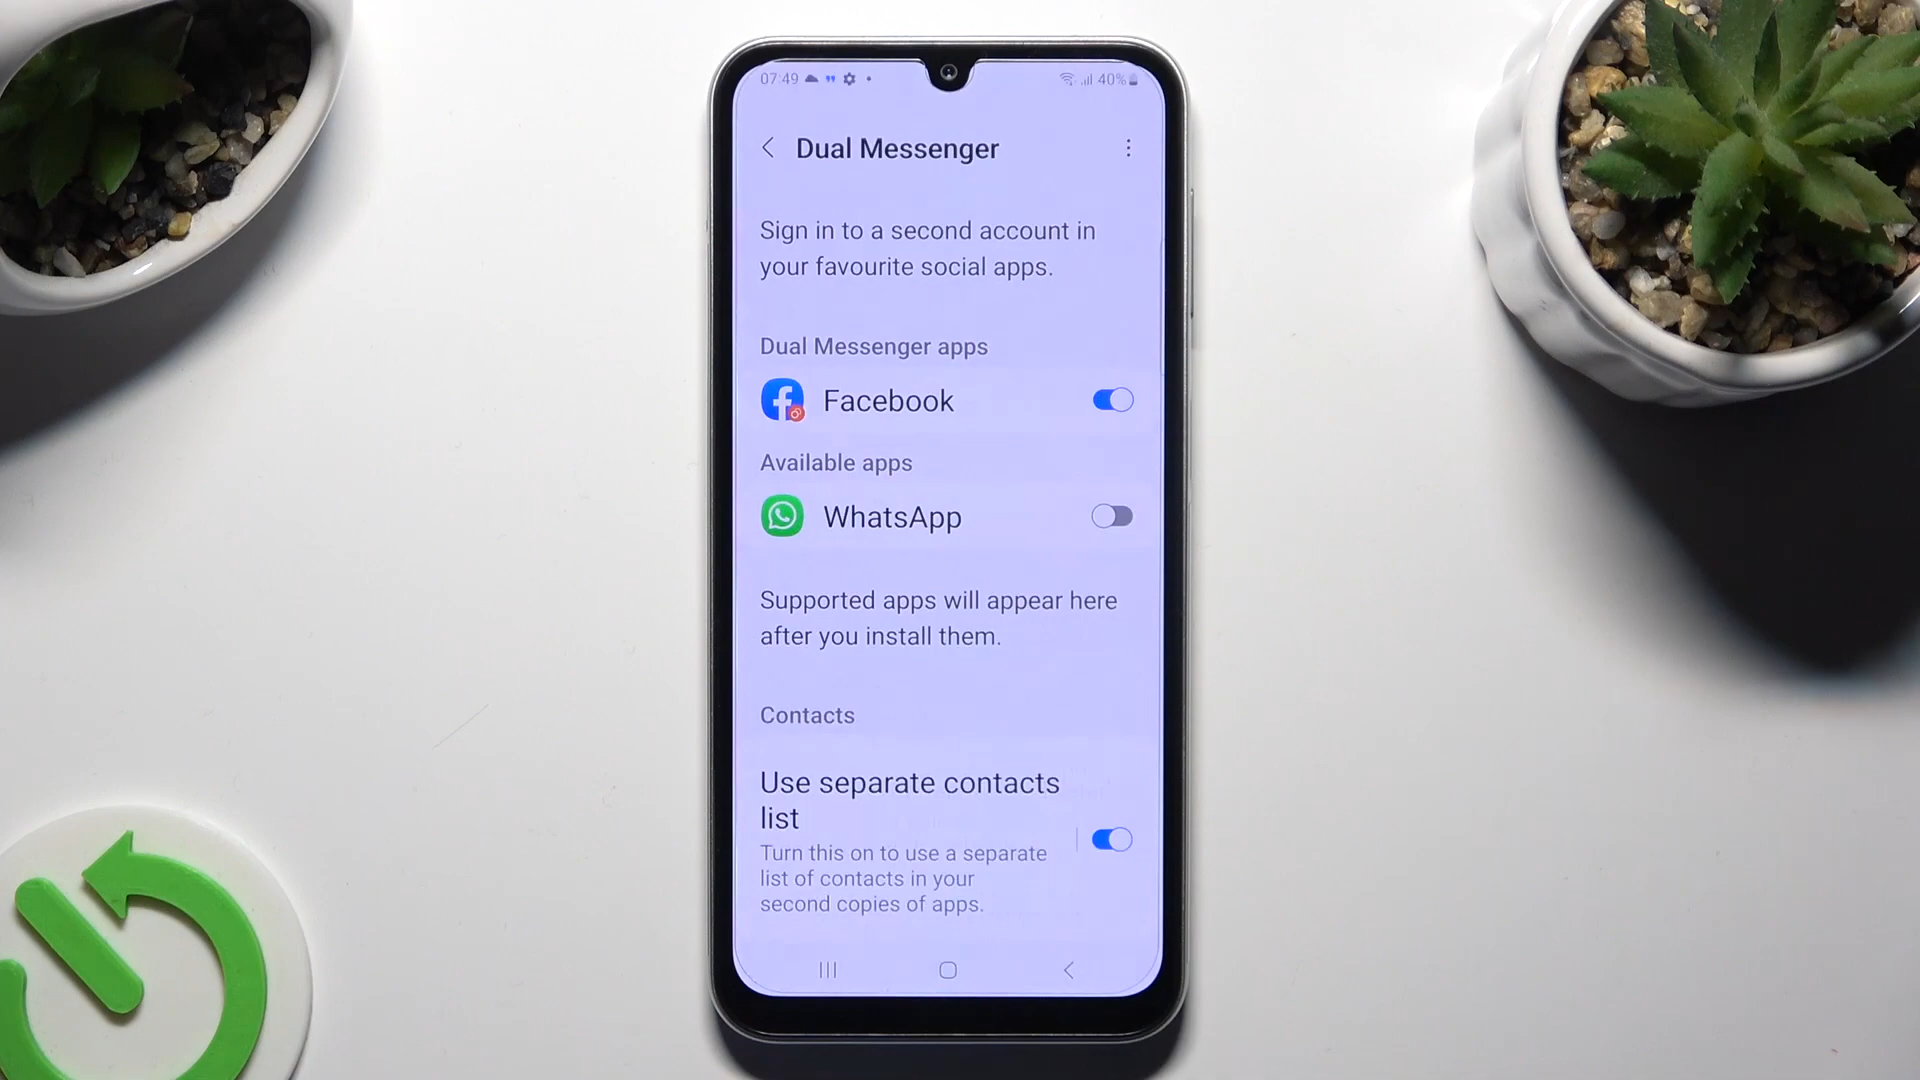 07:49 40%
Dual Messenger
Sign in to a second account in
your favourite social apps.
Dual Messenger apps
Facebook
Available apps
WhatsApp
Supported apps will appear here
after you install them.
Contacts
Use separate contacts
list
Turn this on to use a separate
list of contacts in your
second copies of apps.